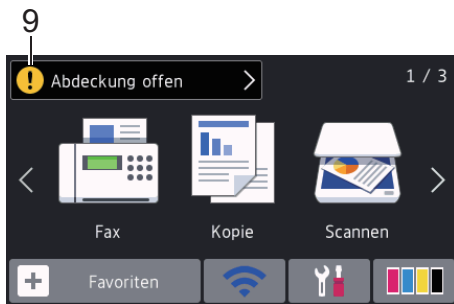 9
Abdeckung offen
1 / 3
Fax Kopie Scannen
Favoriten